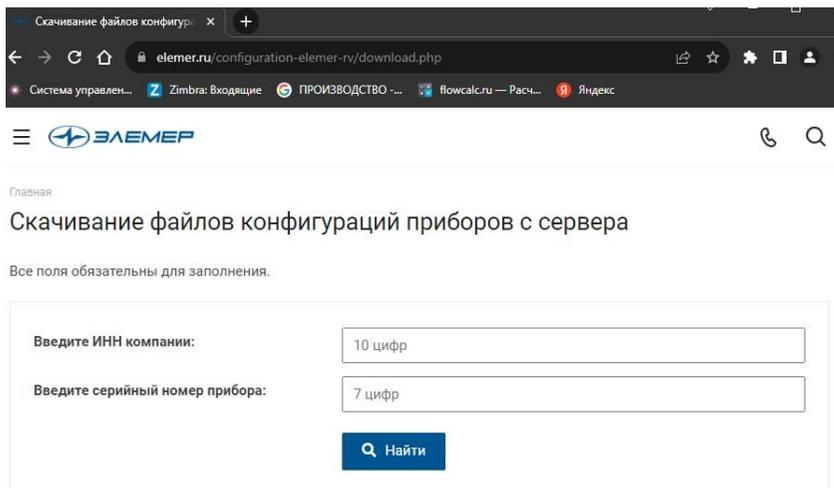 Скачивание файлов конфигура
elemer.ru/configuration-elemer-rv/download.php
Система управлен... Zimbra: Входящие ПРОИЗВОДСТВО -... flowcalc.ru — Расч... Яндекс
ЭЛЕМЕР
Главная
Скачивание файлов конфигураций приборов с сервера
Все поля обязательны для заполнения.
Введите ИНН компании: 10 цифр
Введите серийный номер прибора: 7 цифр
Найти